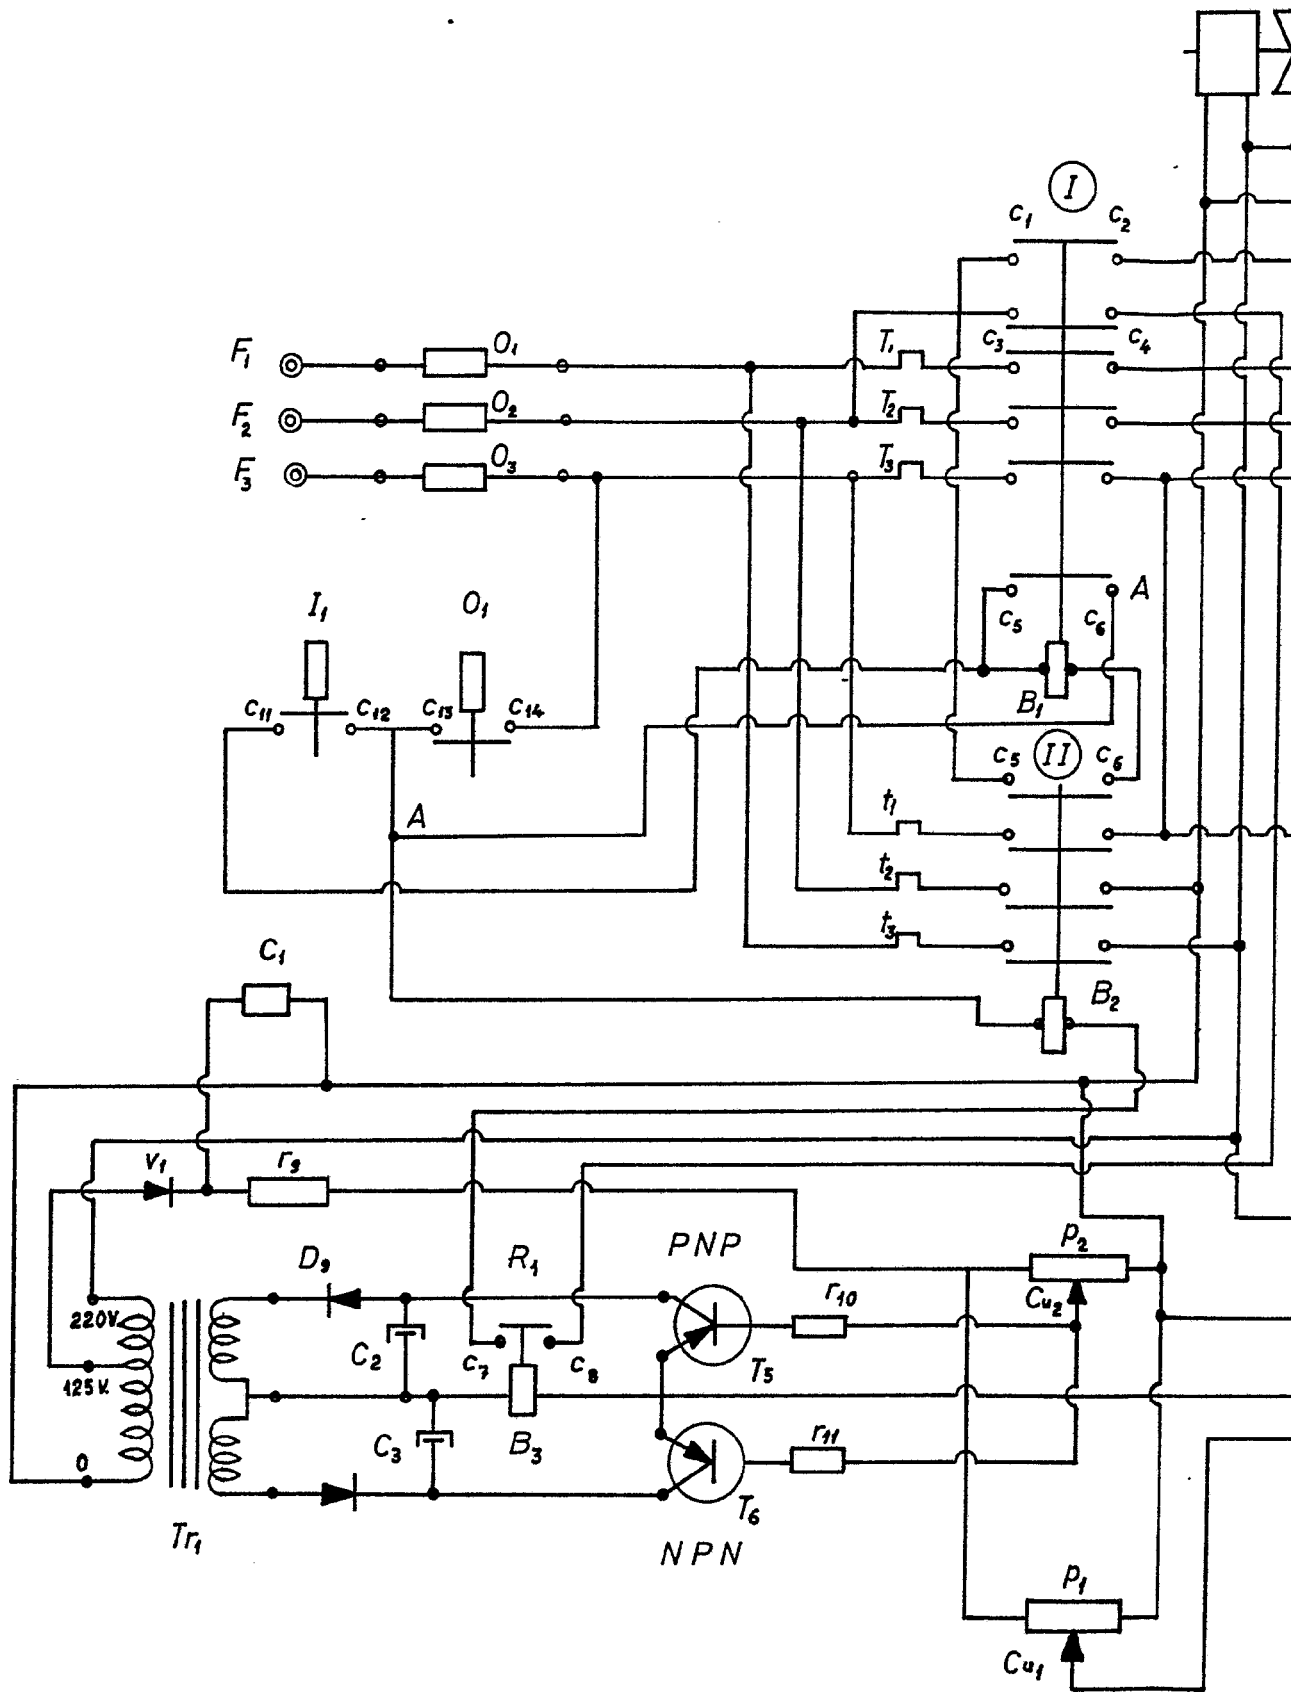 I
c₁ c₂
F₁ O₁ T₁ c₃ c₄
F₂ O₂ T₂
F₃ O₃ T₃
I₁ O₁ A
c₅ c₆
c₁₁ c₁₂ c₁₃ c₁₄ B₁
c₅ II c₆
A t₁
t₂
t₃
C₁ B₂
v₁ r₉
D₉ R₁ PNP p₂
220V. r₁₀ Cu₂
C₂ c₇ c₈ T₅
125V.
C₃ B₃ r₁₁
0
Tr₁ T₆
NPN
p₁
Cu₁